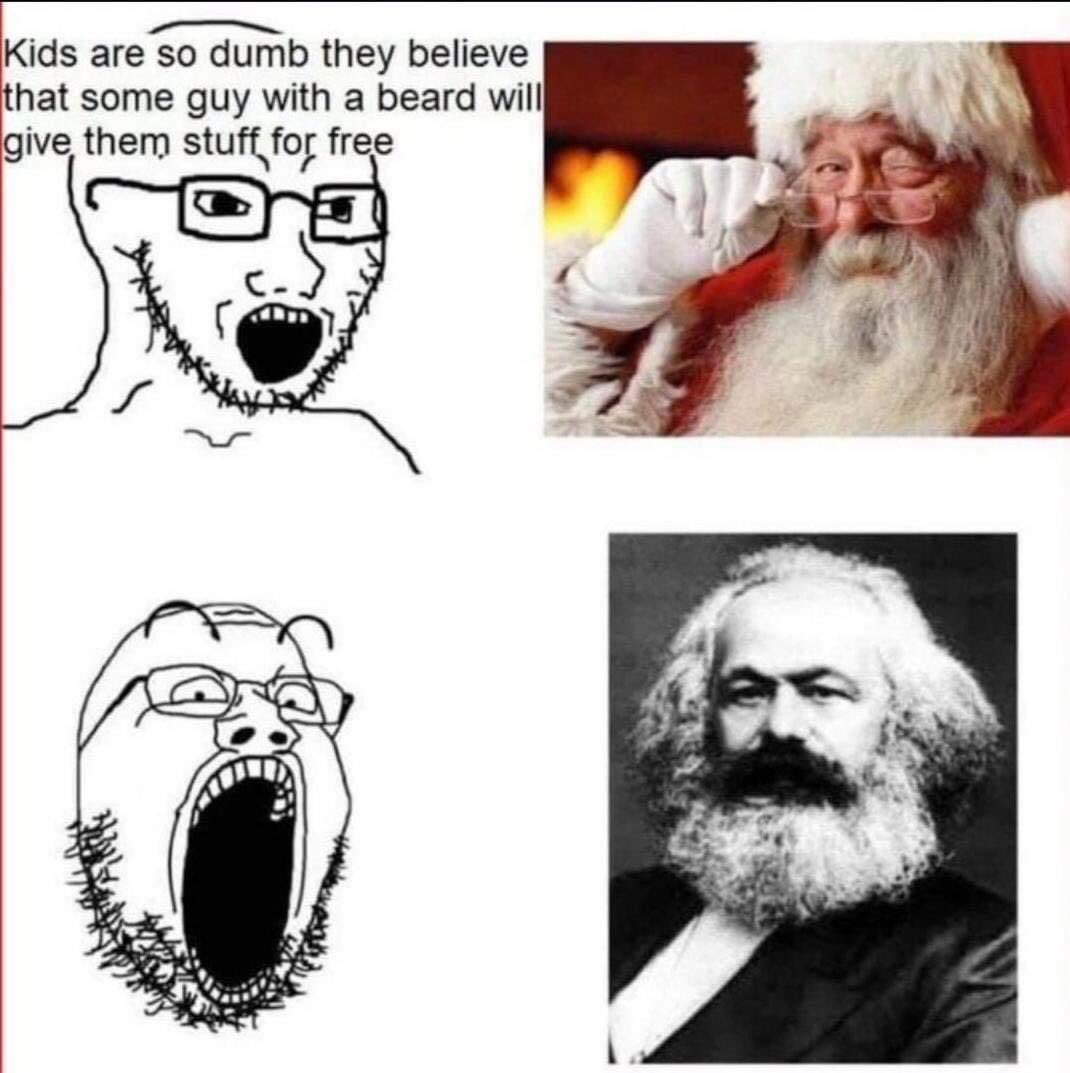 Kids are so dumb they believe
that some guy with a beard will
give them stuff for free